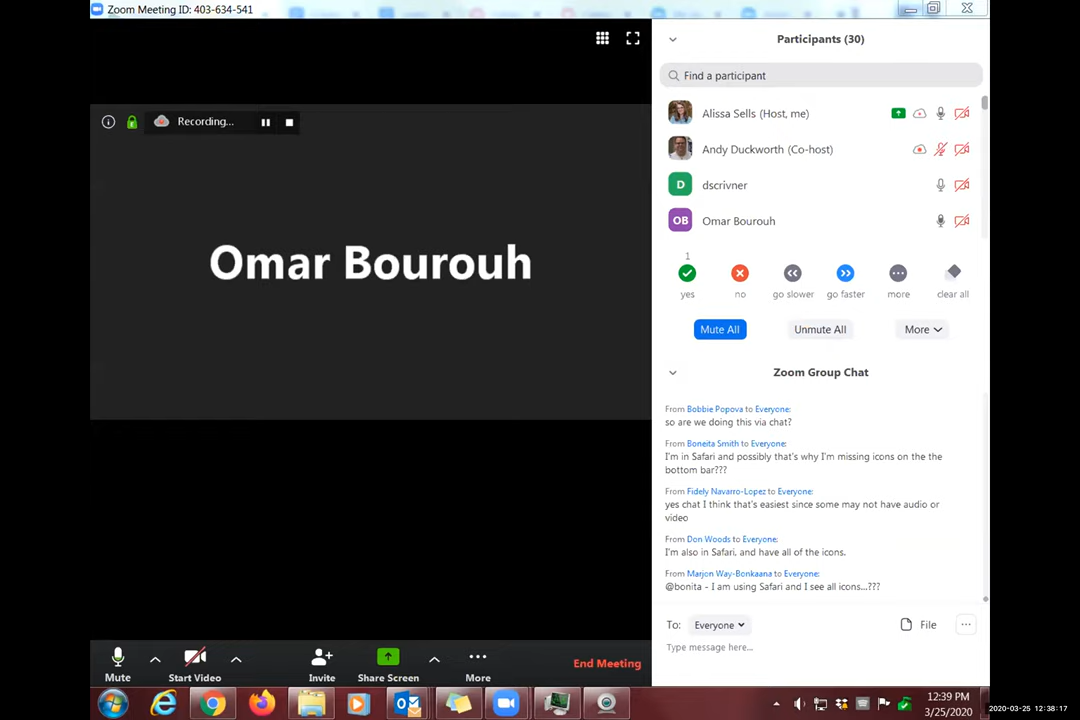 Zoom Meeting ID: 403-634-541
Recording...
Omar Bourouh
Participants (30)
Find a participant
Alissa Sells (Host, me)
Andy Duckworth (Co-host)
D dscrivner
OB Omar Bourouh
1
yes no go slower go faster more clear all
Mute All Unmute All More
Zoom Group Chat
From Bobbie Popova to Everyone:
so are we doing this via chat?
From Boneita Smith to Everyone:
I'm in Safari and possibly that's why I'm missing icons on the the
bottom bar???
From Fidely Navarro-Lopez to Everyone:
yes chat I think that's easiest since some may not have audio or
video
From Don Woods to Everyone:
I'm also in Safari, and have all of the icons.
From Marjon Way-Bonkaana to Everyone:
@bonita - I am using Safari and I see all icons...???
To: Everyone File
Type message here...
Mute Start Video Invite Share Screen More End Meeting
12:39 PM
3/25/2020
2020-03-25 12:38:17